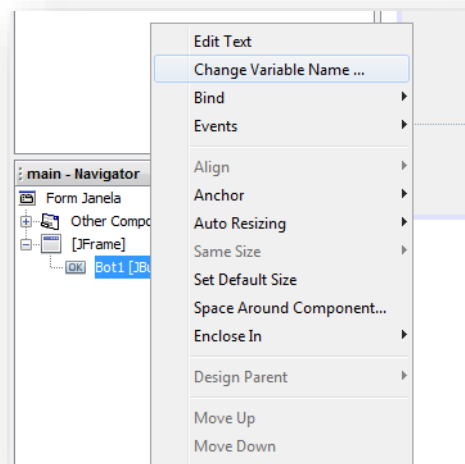 Edit Text
Change Variable Name ...
Bind
Events
Align
Anchor
Auto Resizing
Same Size
Set Default Size
Space Around Component...
Enclose In
Design Parent
Move Up
Move Down
main - Navigator
Form Janela
Other Compo
[JFrame]
OK Bot1 [JBu